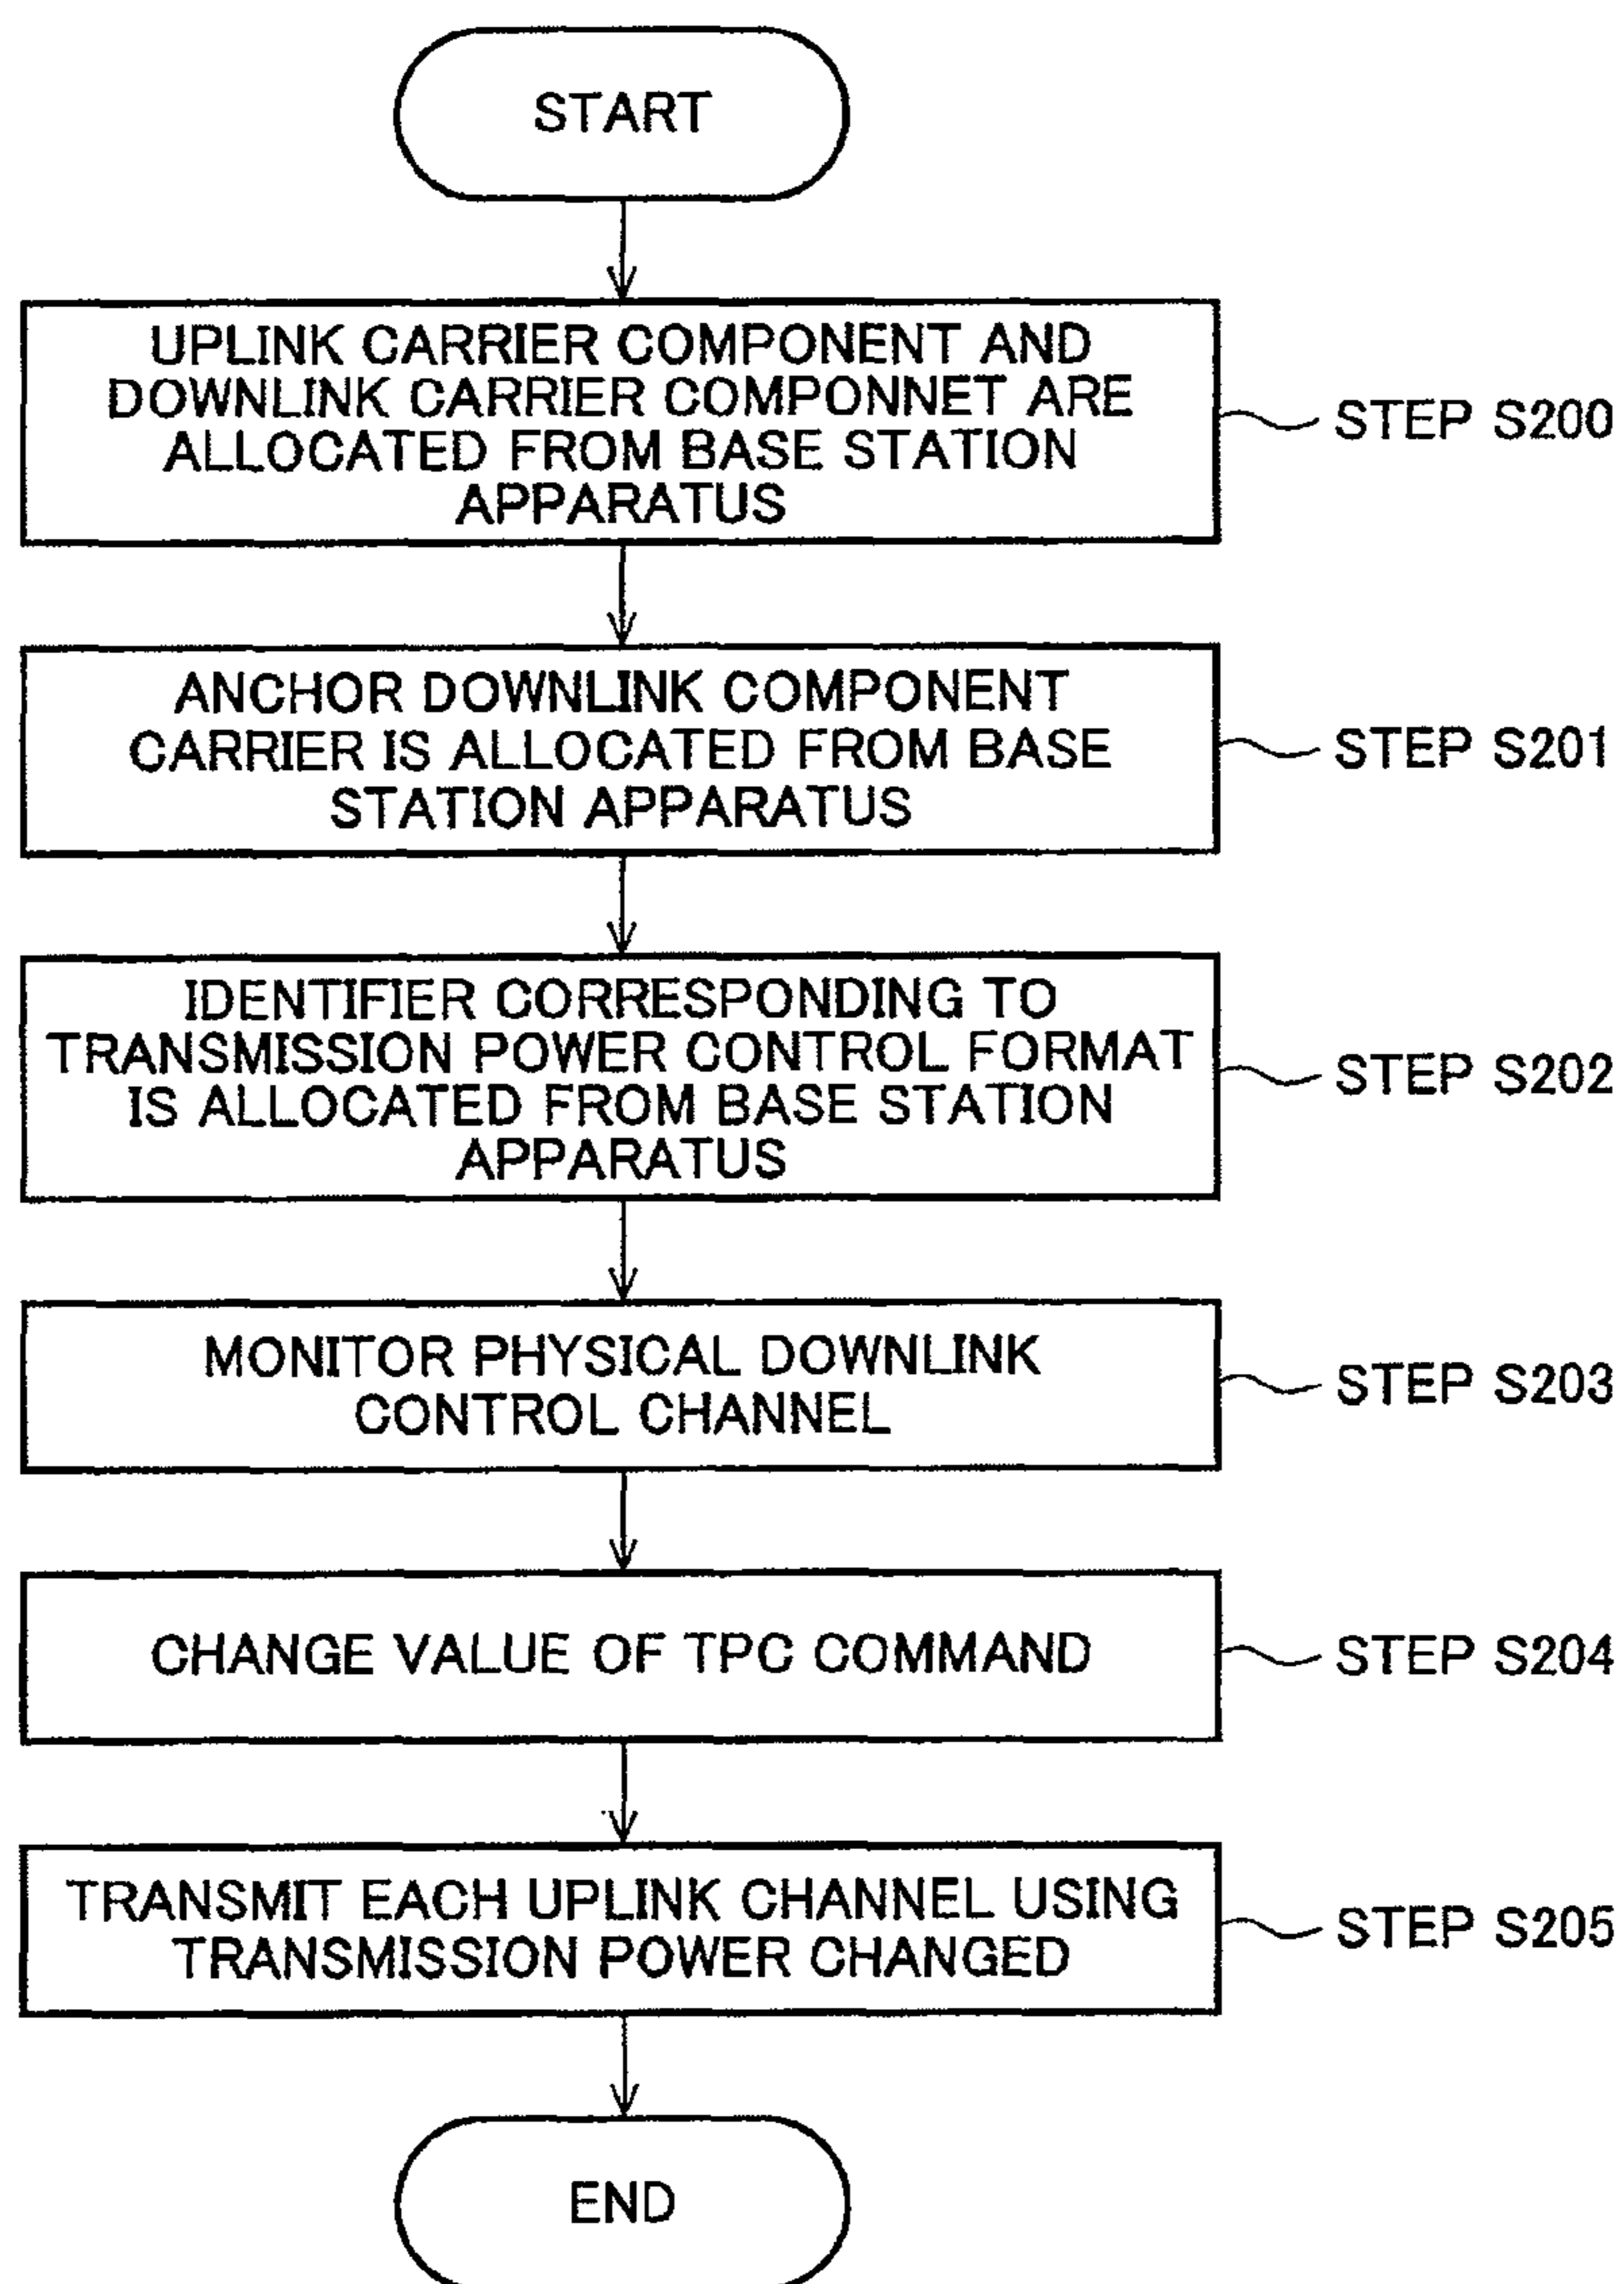 START
UPLINK CARRIER COMPONENT AND
DOWNLINK CARRIER COMPONNET ARE
ALLOCATED FROM BASE STATION
APPARATUS
STEP S200
ANCHOR DOWNLINK COMPONENT
CARRIER IS ALLOCATED FROM BASE
STATION APPARATUS
STEP S201
IDENTIFIER CORRESPONDING TO
TRANSMISSION POWER CONTROL FORMAT
IS ALLOCATED FROM BASE STATION
APPARATUS
STEP S202
MONITOR PHYSICAL DOWNLINK
CONTROL CHANNEL
STEP S203
CHANGE VALUE OF TPC COMMAND
STEP S204
TRANSMIT EACH UPLINK CHANNEL USING
TRANSMISSION POWER CHANGED
STEP S205
END